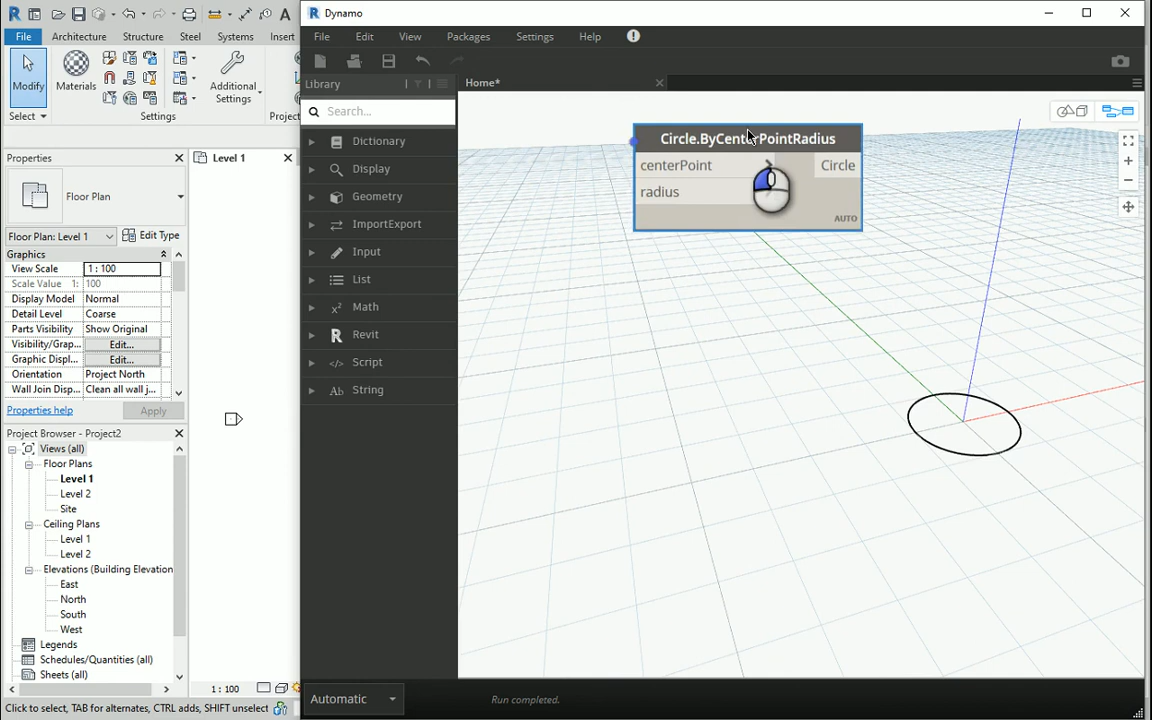 Dynamo
File
Architecture
Structure
Steel
Systems
Insert
File
Edit
View
Packages
Settings
Help
Modify
Materials
Additional
Settings
Select
Settings
Project
Library
Home*
Search...
Dictionary
Display
Geometry
ImportExport
Input
List
Math
Revit
Script
String
Properties
Level 1
Floor Plan
Floor Plan: Level 1
Edit Type
Graphics
View Scale
1 : 100
Scale Value 1:
100
Display Model
Normal
Detail Level
Coarse
Parts Visibility
Show Original
Visibility/Grap...
Edit...
Graphic Displ...
Edit...
Orientation
Project North
Wall Join Disp...
Clean all wall j...
Properties help
Apply
Project Browser - Project2
Views (all)
Floor Plans
Level 1
Level 2
Site
Ceiling Plans
Level 1
Level 2
Elevations (Building Elevation
East
North
South
West
Legends
Schedules/Quantities (all)
Sheets (all)
1 : 100
Click to select, TAB for alternates, CTRL adds, SHIFT unselect
Circle.ByCenterPointRadius
centerPoint
Circle
radius
AUTO
Automatic
Run completed.